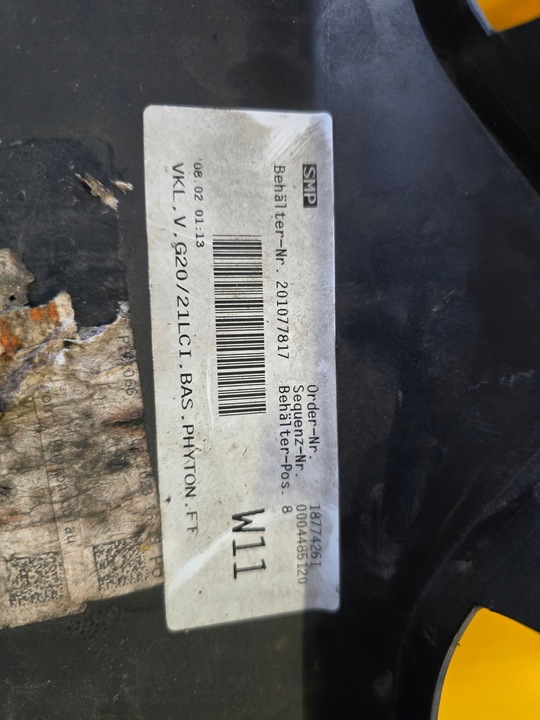 SMP
Order-Nr. 18774261
Sequenz-Nr. 0004485120
Behälter-Nr. 201077817 Behälter-Pos. 8
W11
'08.02 01:13
VKL.V.G20/21LCI.BAS.PHYTON.FT